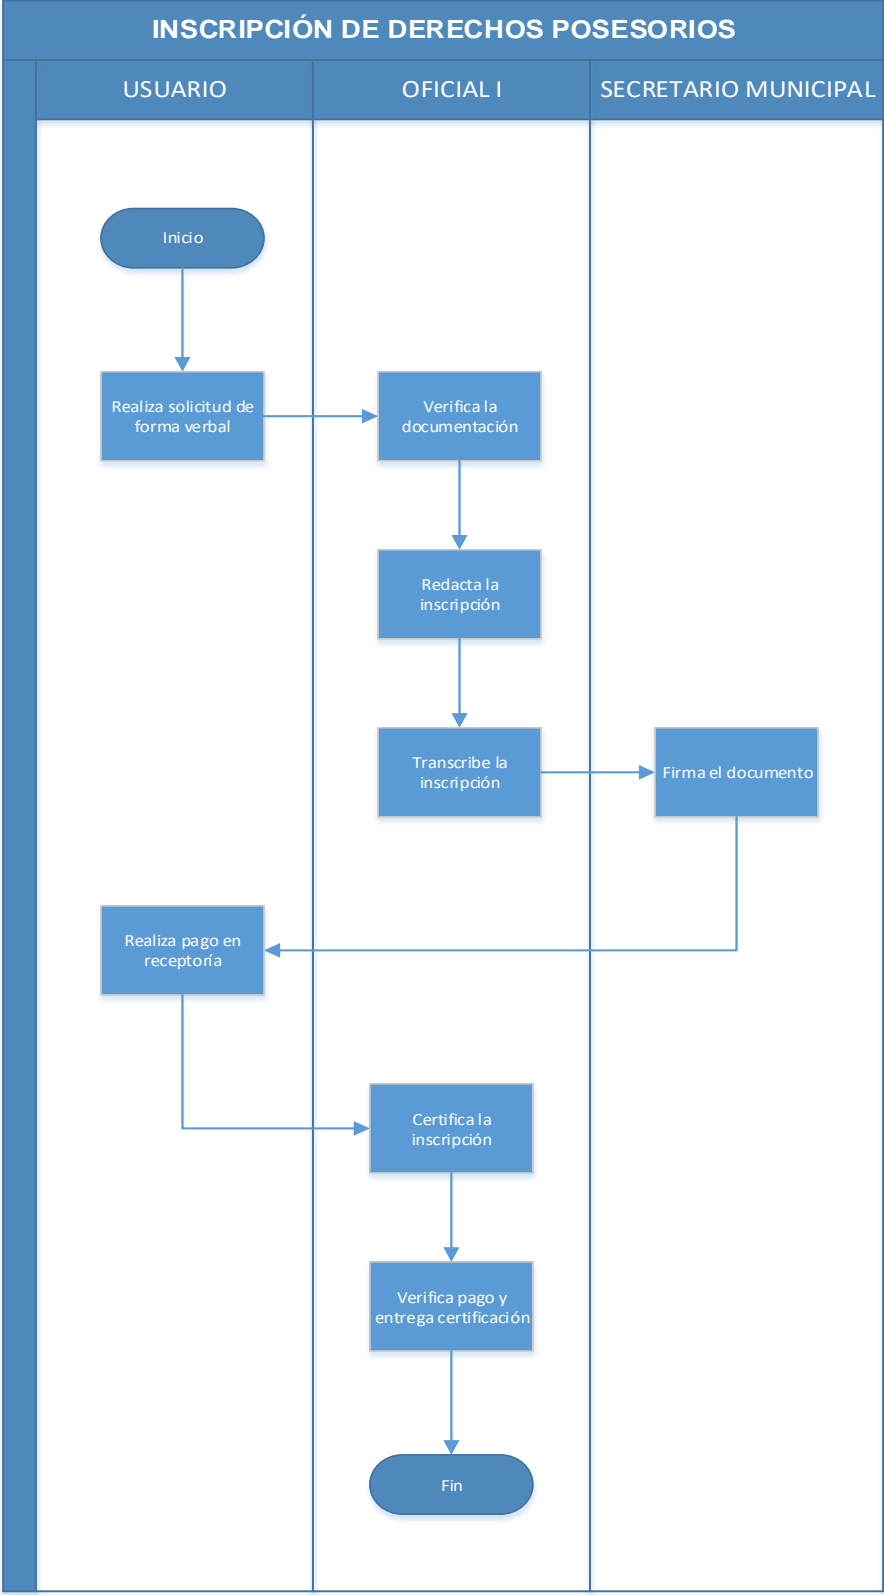 INSCRIPCIÓN DE DERECHOS POSESORIOS
USUARIO
OFICIAL I
SECRETARIO MUNICIPAL
Inicio
Realiza solicitud de
forma verbal
Verifica la
documentación
Redacta la
inscripción
Transcribe la
inscripción
Firma el documento
Realiza pago en
receptoría
Certifica la
inscripción
Verifica pago y
entrega certificación
Fin